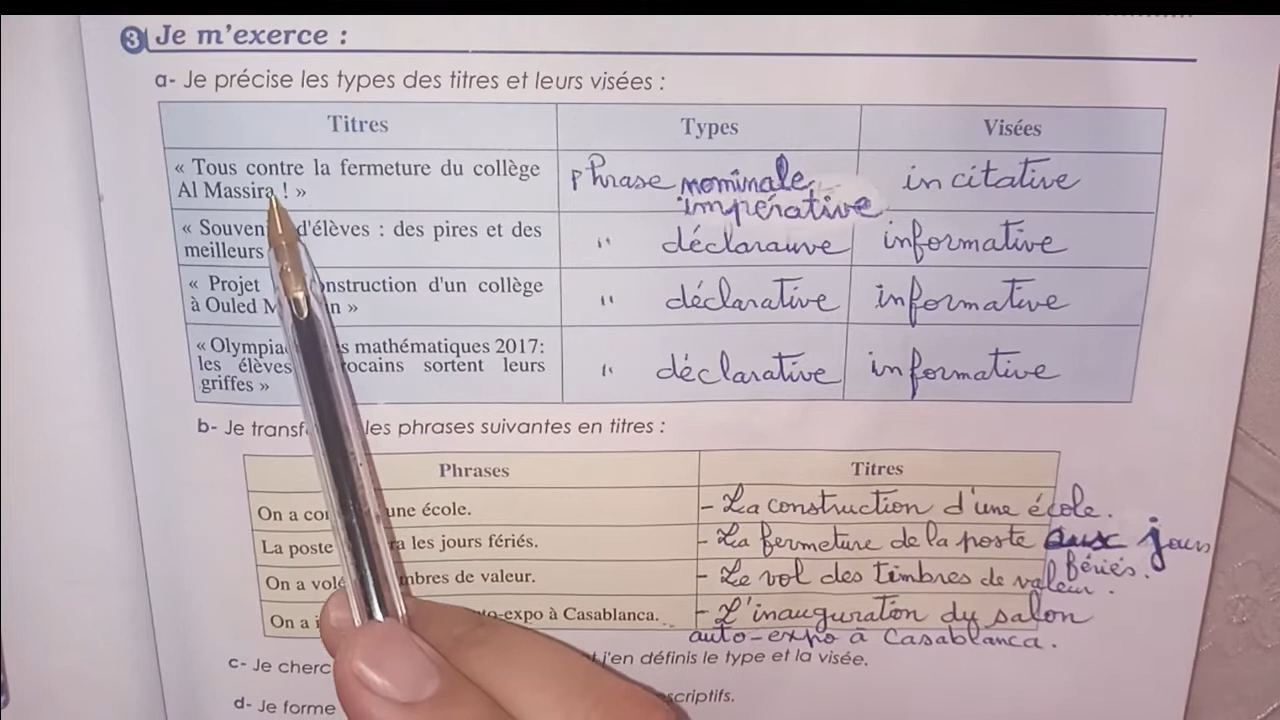 3 Je m'exerce :
a- Je précise les types des titres et leurs visées :
Titres Types Visées
« Tous contre la fermeture du collège
Al Massira ! »
Phrase nominale
impérative
incitative
« Souven d'élèves : des pires et des
meilleurs
" déclarauve informative
« Projet nstruction d'un collège
à Ouled M n »
" déclarative informative
« Olympia s mathématiques 2017:
les élèves rocains sortent leurs
griffes »
" déclarative informative
b- Je transf les phrases suivantes en titres :
Phrases Titres
On a con une école. - La construction d'une école.
La poste a les jours fériés. - La fermeture de la poste aux jours
fériés.
On a volé mbres de valeur. - Le vol des timbres de valeur.
On a i to-expo à Casablanca. - L'inauguration du salon
auto-expo à Casablanca.
c- Je cherc j'en définis le type et la visée.
d- Je forme scriptifs.